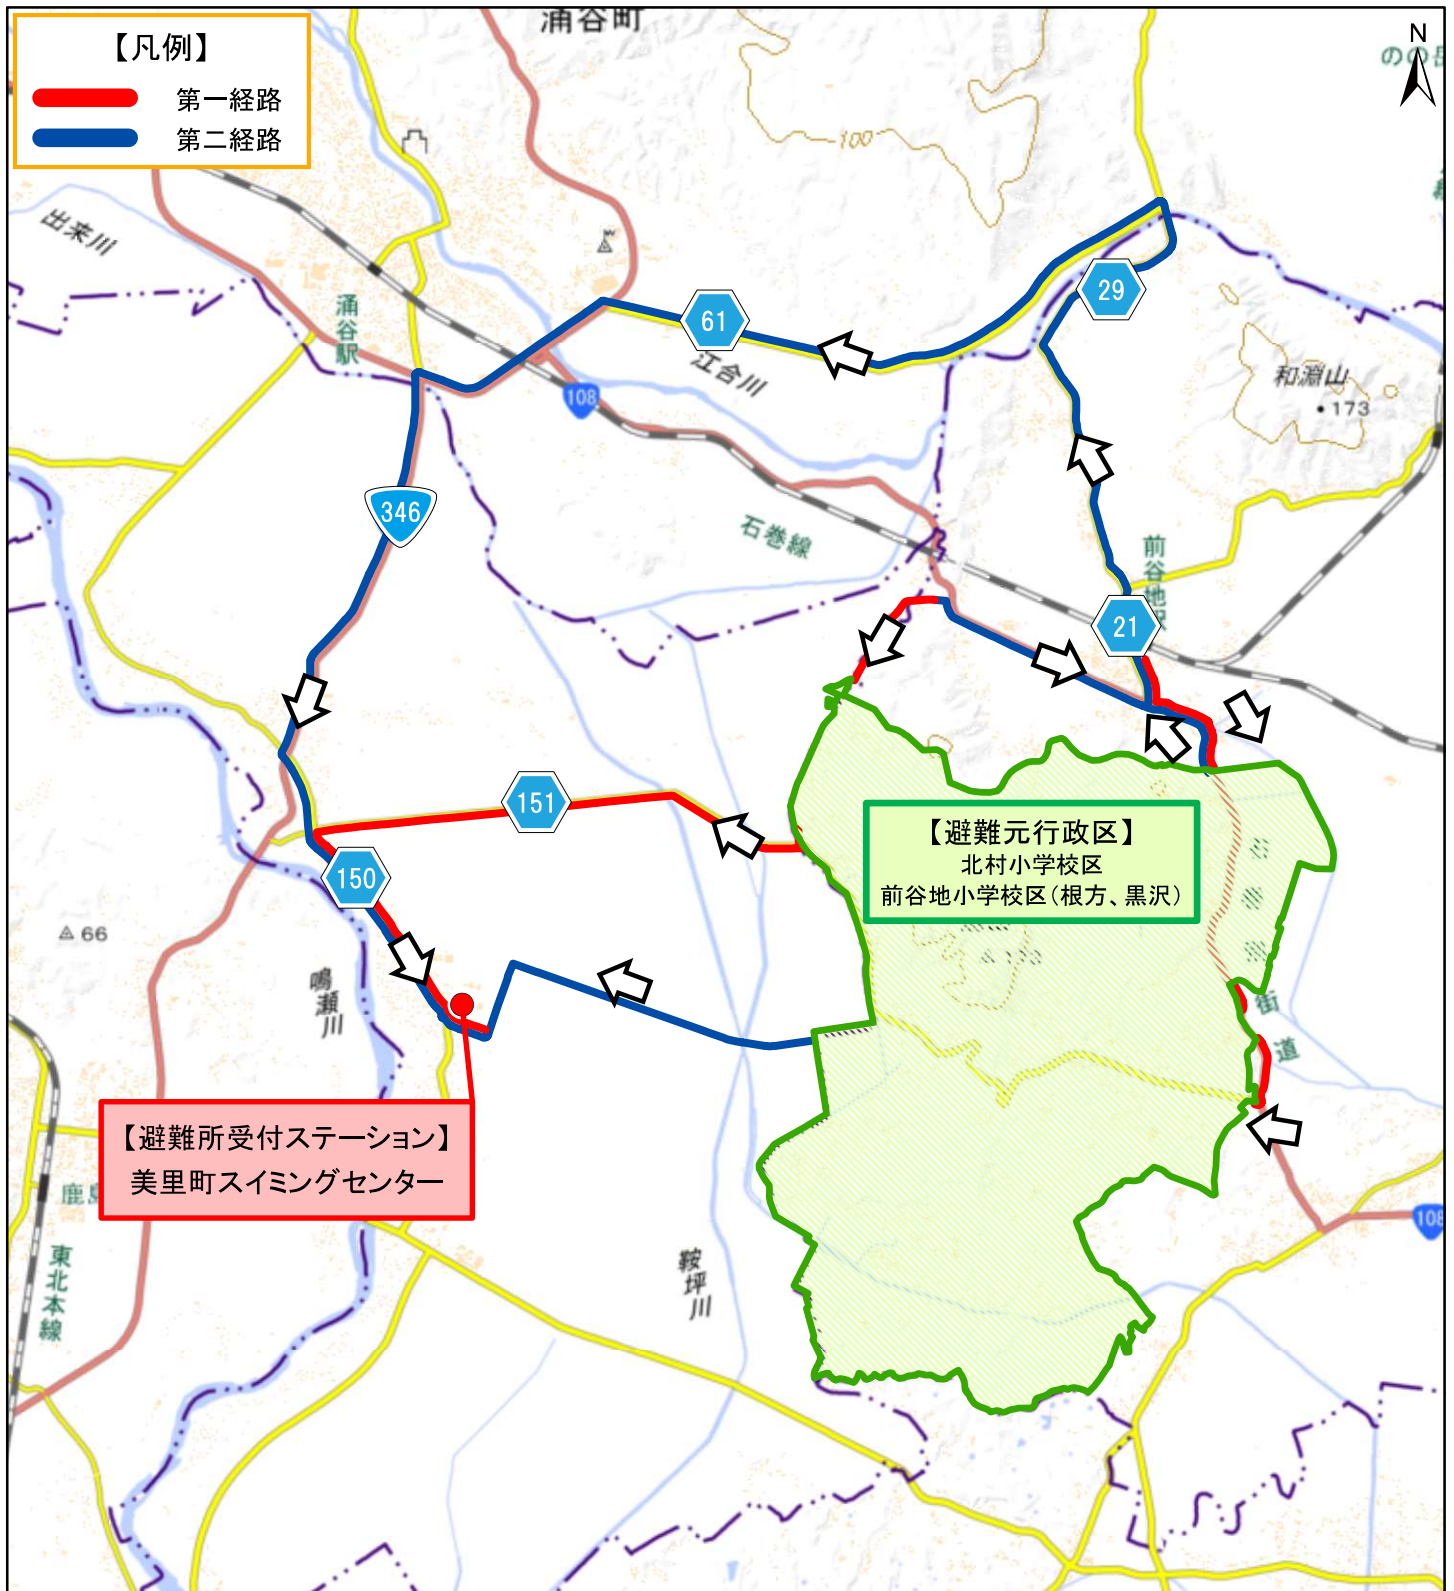 【凡例】
第一経路
第二経路
涌谷町
N
出来川
100
涌谷駅
61
29
江合川
108
和淵山
173
346
石巻線
前谷地駅
21
151
150
【避難元行政区】
北村小学校区
前谷地小学校区(根方、黒沢)
66
173
鳴瀬川
街道
【避難所受付ステーション】
美里町スイミングセンター
鹿島
108
東北本線
鞍坪川